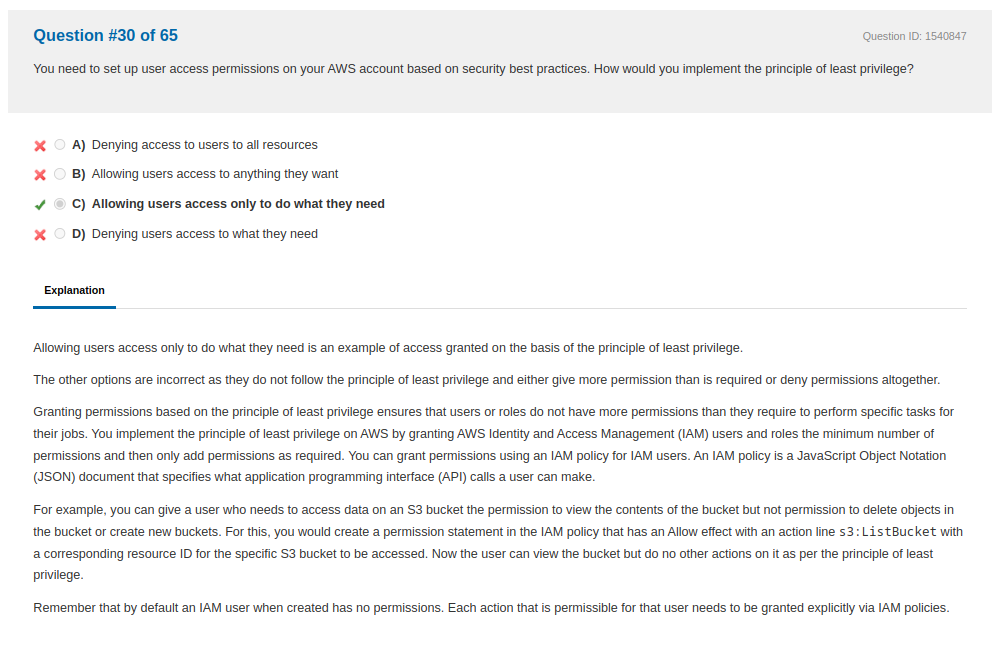 Question #30 of 65
Question ID: 1540847
You need to set up user access permissions on your AWS account based on security best practices. How would you implement the principle of least privilege?
A) Denying access to users to all resources
B) Allowing users access to anything they want
C) Allowing users access only to do what they need
D) Denying users access to what they need
Explanation
Allowing users access only to do what they need is an example of access granted on the basis of the principle of least privilege.
The other options are incorrect as they do not follow the principle of least privilege and either give more permission than is required or deny permissions altogether.
Granting permissions based on the principle of least privilege ensures that users or roles do not have more permissions than they require to perform specific tasks for
their jobs. You implement the principle of least privilege on AWS by granting AWS Identity and Access Management (IAM) users and roles the minimum number of
permissions and then only add permissions as required. You can grant permissions using an IAM policy for IAM users. An IAM policy is a JavaScript Object Notation
(JSON) document that specifies what application programming interface (API) calls a user can make.
For example, you can give a user who needs to access data on an S3 bucket the permission to view the contents of the bucket but not permission to delete objects in
the bucket or create new buckets. For this, you would create a permission statement in the IAM policy that has an Allow effect with an action line s3:ListBucket with
a corresponding resource ID for the specific S3 bucket to be accessed. Now the user can view the bucket but do no other actions on it as per the principle of least
privilege.
Remember that by default an IAM user when created has no permissions. Each action that is permissible for that user needs to be granted explicitly via IAM policies.